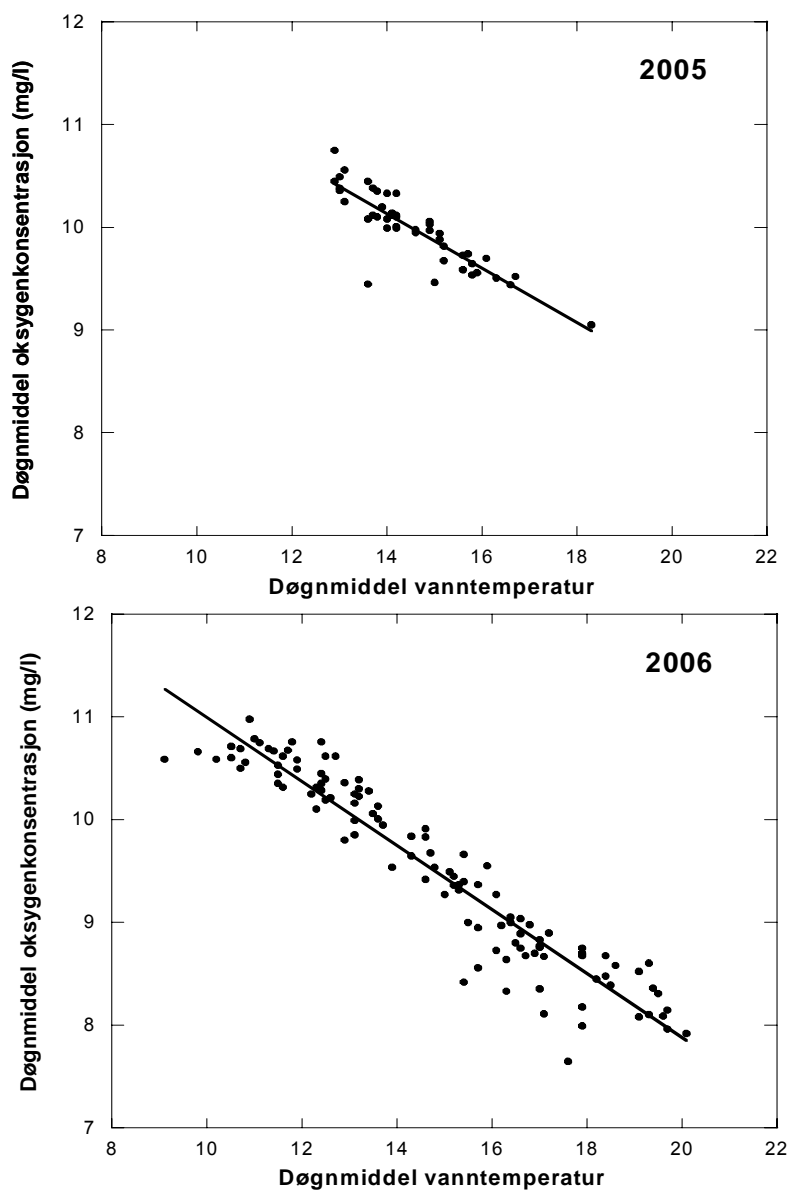 2005
Døgnmiddel oksygenkonsentrasjon (mg/l)
12
11
10
9
8
7
8 10 12 14 16 18 20 22
Døgnmiddel vanntemperatur
2006
Døgnmiddel oksygenkonsentrasjon (mg/l)
12
11
10
9
8
7
8 10 12 14 16 18 20 22
Døgnmiddel vanntemperatur